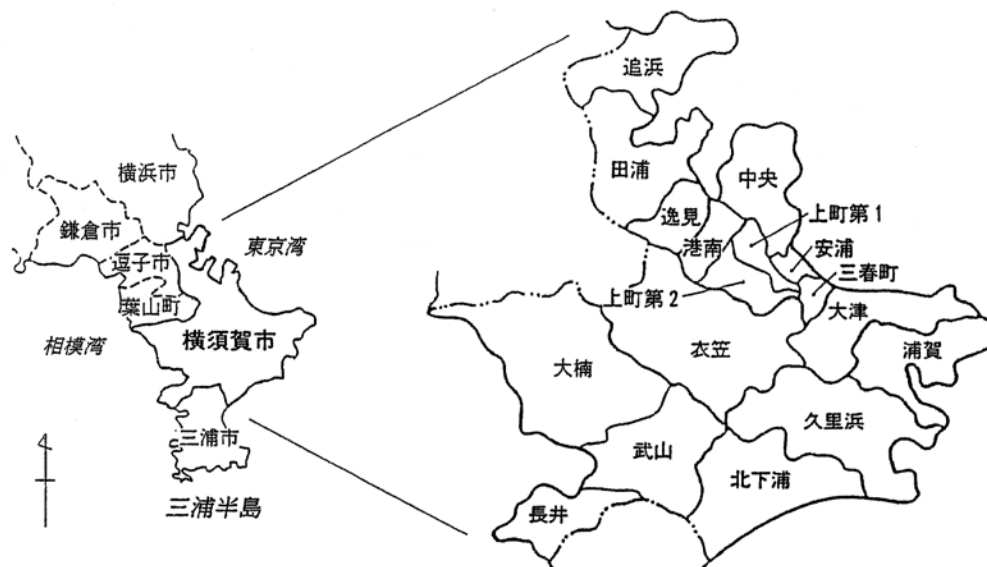 横浜市
鎌倉市
逗子市
葉山町
東京湾
相模湾
横須賀市
三浦市
三浦半島
追浜
田浦
中央
逸見
港南
上町第1
安浦
三春町
上町第2
大津
浦賀
衣笠
大楠
久里浜
武山
北下浦
長井